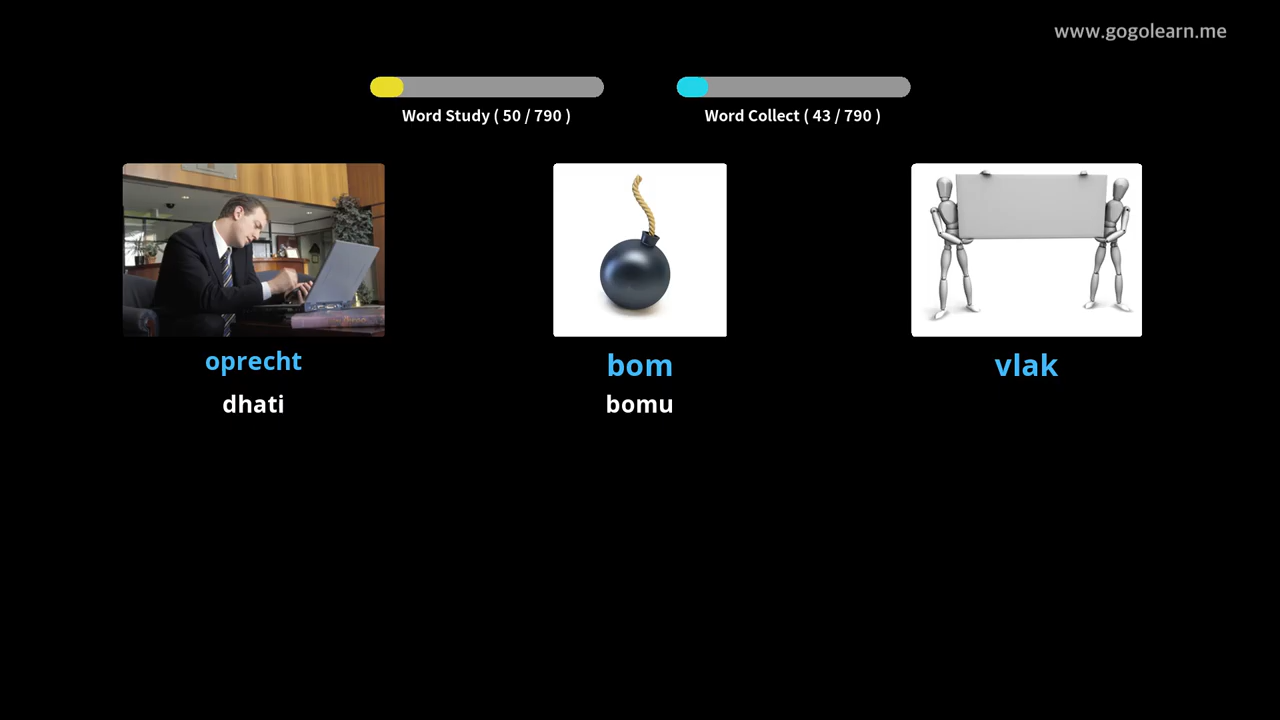 www.gogolearn.me
Word Study ( 50 / 790 )
Word Collect ( 43 / 790 )
oprecht
bom
vlak
dhati
bomu